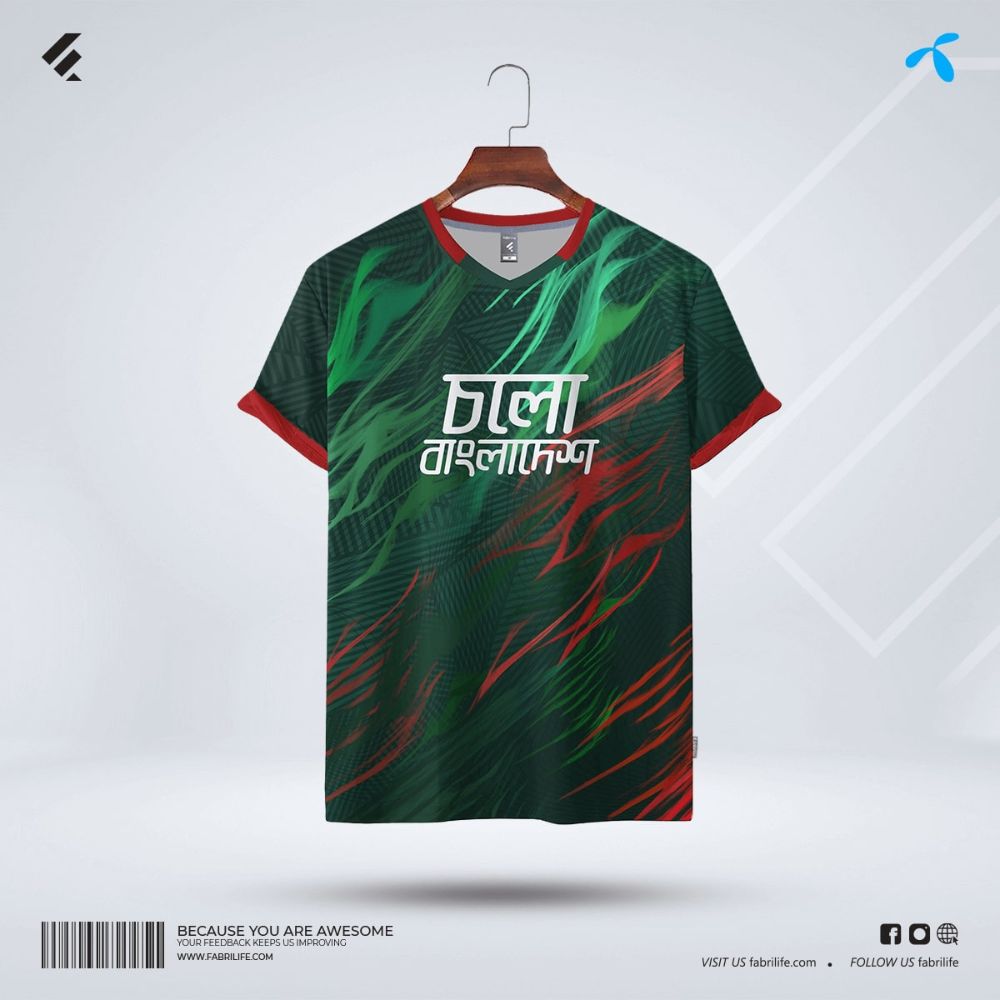 চলো
বাংলাদেশ
BECAUSE YOU ARE AWESOME
YOUR FEEDBACK KEEPS US IMPROVING
WWW.FABRILIFE.COM
VISIT US fabrilife.com • FOLLOW US fabrilife